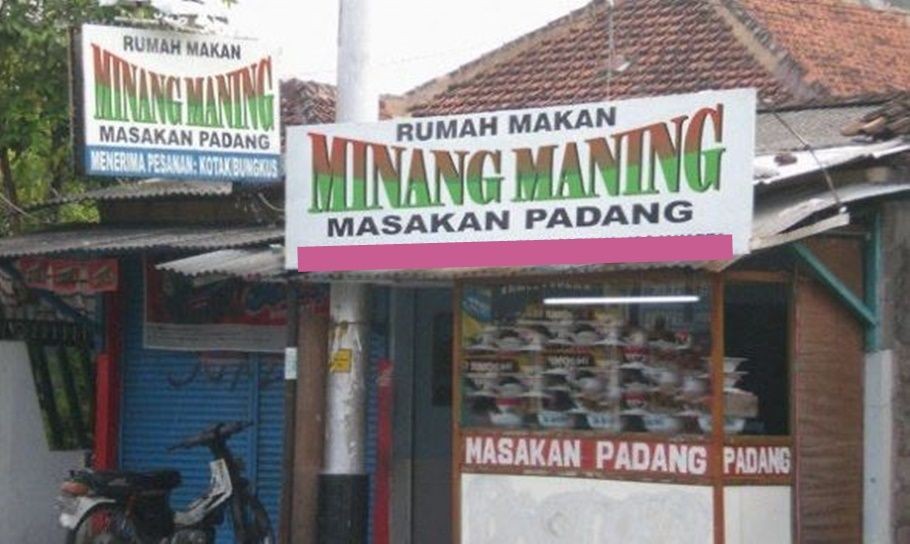 RUMAH MAKAN
MINANG MANING
MASAKAN PADANG
MENERIMA PESANAN: KOTAK/BUNGKUS
RUMAH MAKAN
MINANG MANING
MASAKAN PADANG
MASAKAN PADANG PADANG